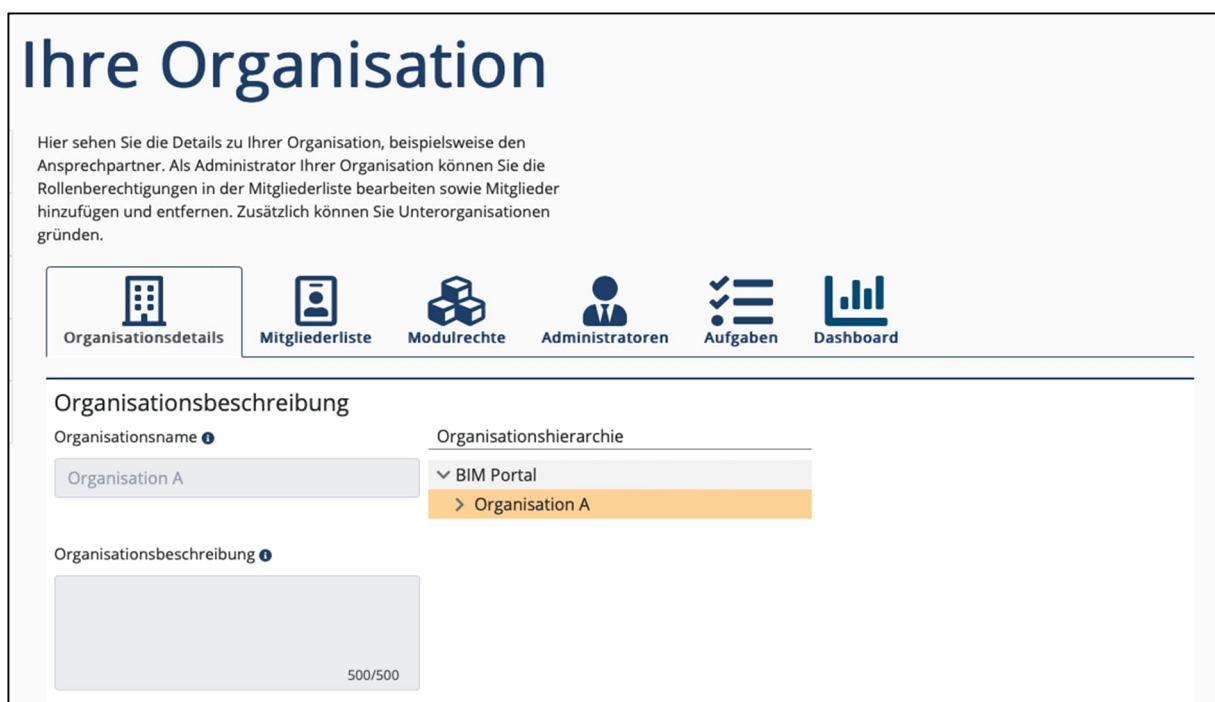 Ihre Organisation
Hier sehen Sie die Details zu Ihrer Organisation, beispielsweise den
Ansprechpartner. Als Administrator Ihrer Organisation können Sie die
Rollenberechtigungen in der Mitgliederliste bearbeiten sowie Mitglieder
hinzufügen und entfernen. Zusätzlich können Sie Unterorganisationen
gründen.
Organisationsdetails Mitgliederliste Modulrechte Administratoren Aufgaben Dashboard
Organisationsbeschreibung
Organisationsname Organisationshierarchie
Organisation A BIM Portal
Organisation A
Organisationsbeschreibung
500/500